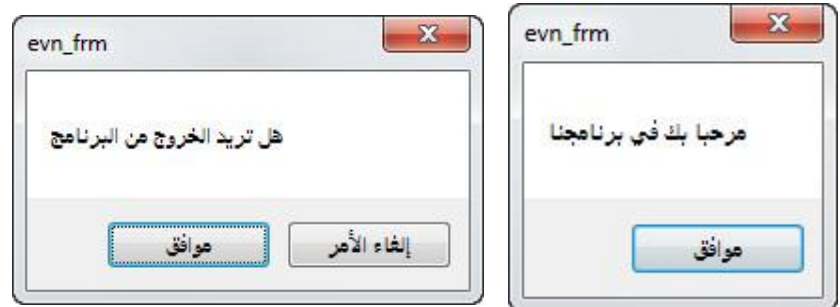 evn_frm
هل تريد الخروج من البرنامج
موافق
إلغاء الأمر
evn_frm
مرحبا بك في برنامجنا
موافق